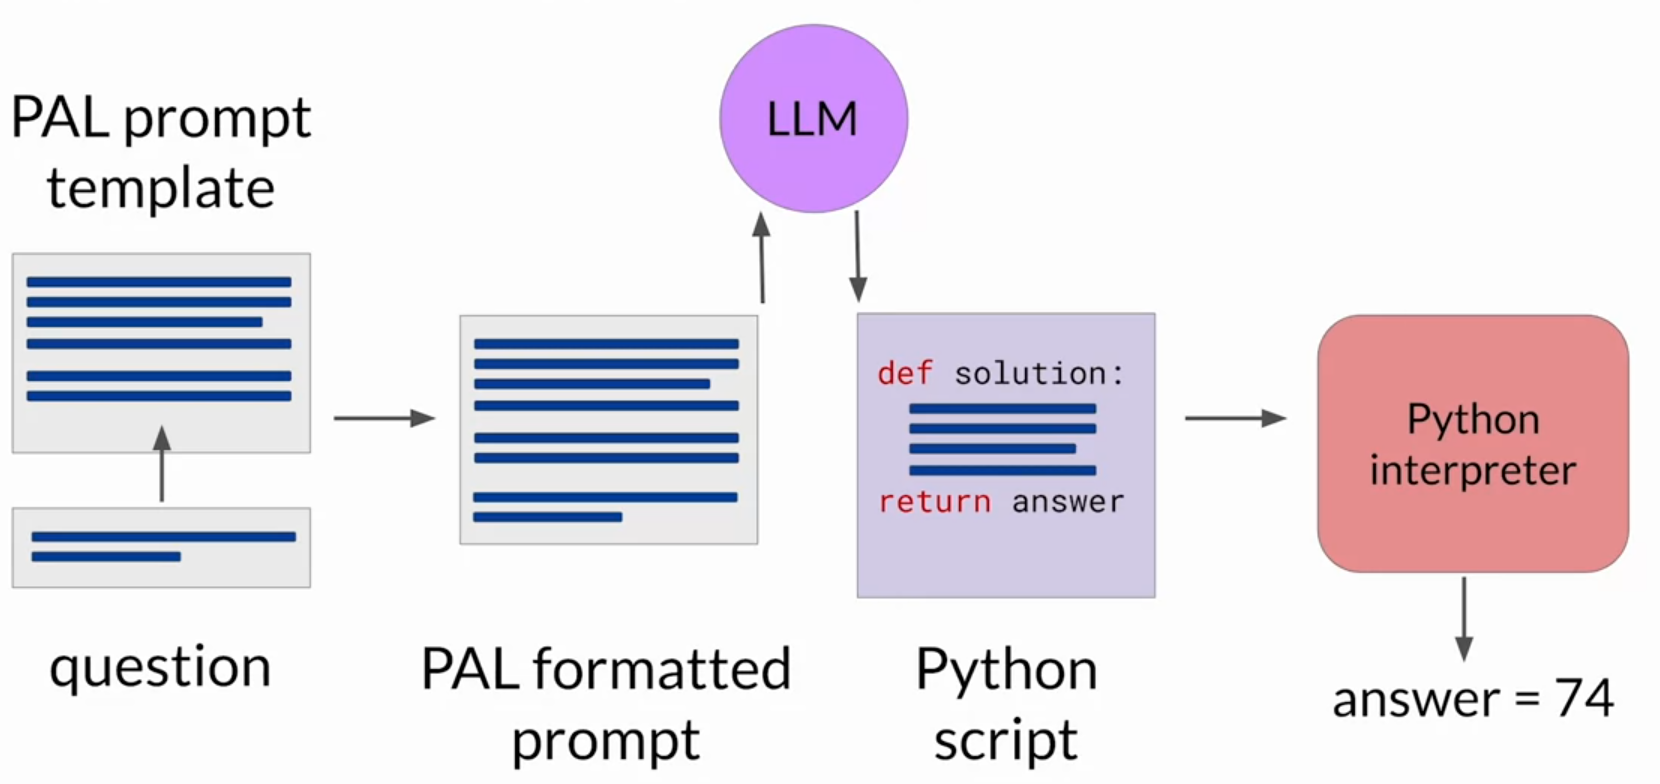 PAL prompt
template
question
PAL formatted
prompt
LLM
def solution:
return answer
Python
script
Python
interpreter
answer = 74